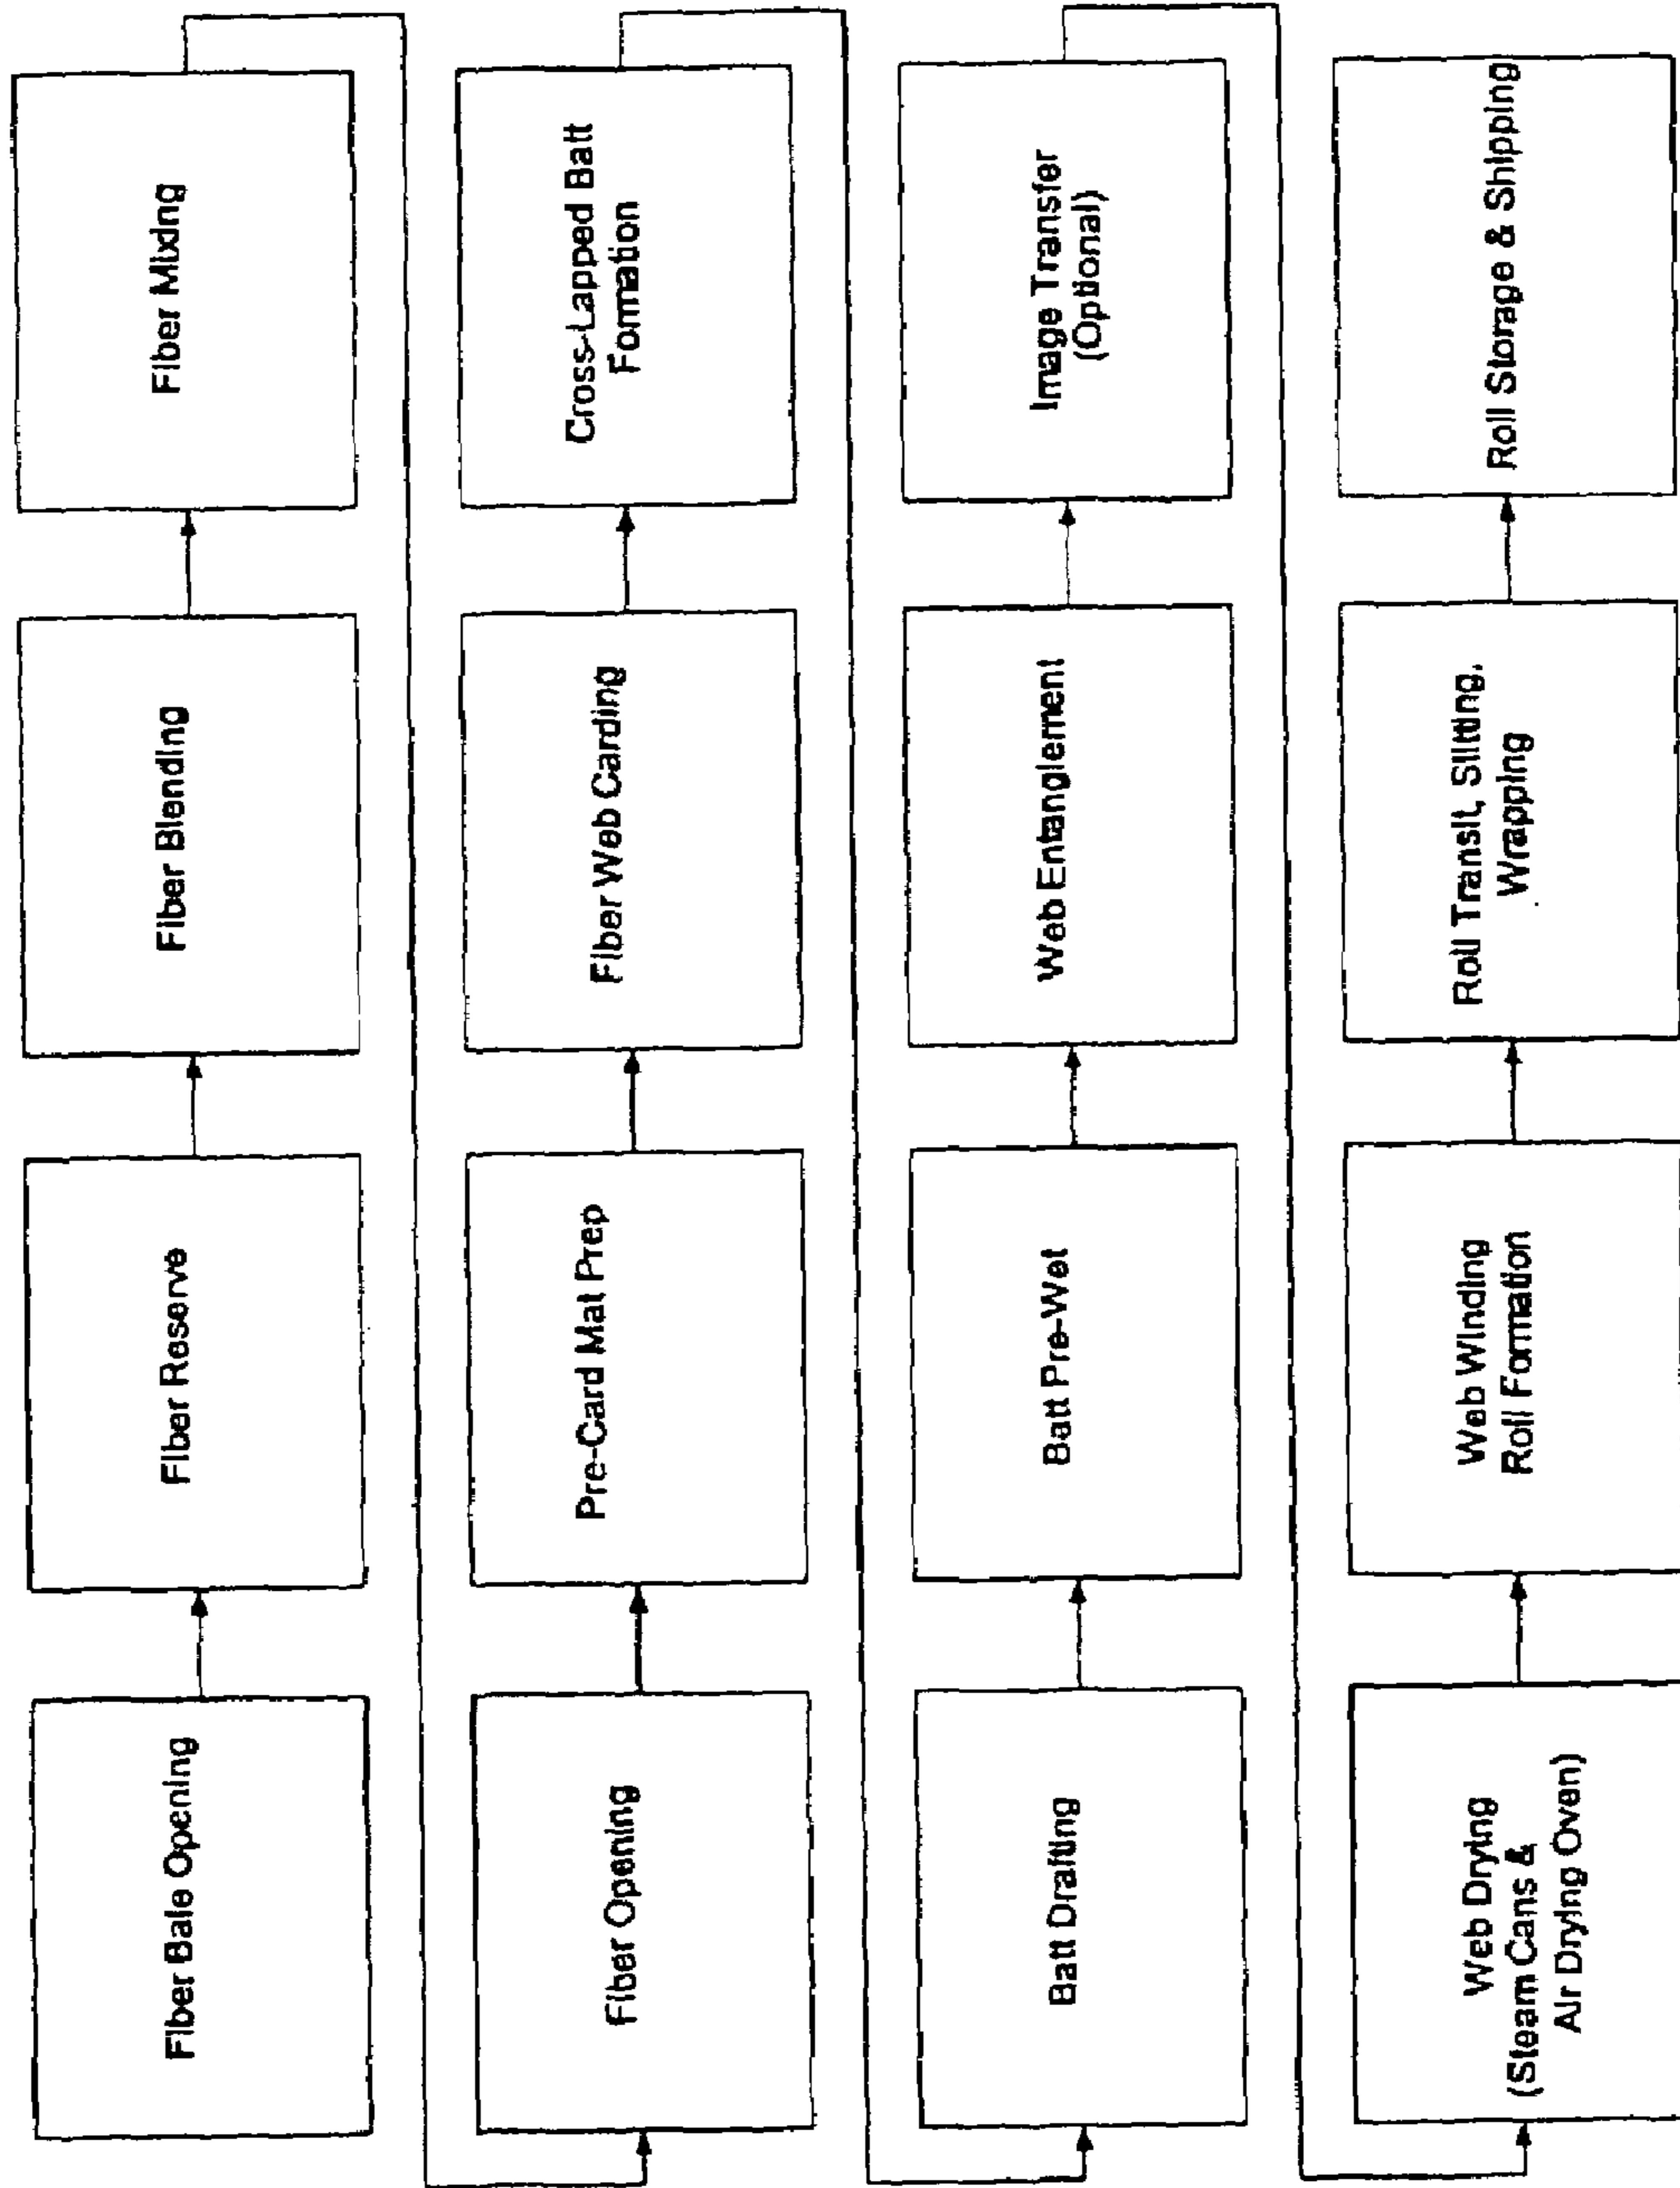 Fiber Bale Opening
Fiber Reserve
Fiber Blending
Fiber Mixing
Fiber Opening
Pre-Card Mat Prep
Fiber Web Carding
Cross-Lapped Batt
Formation
Batt Drafting
Batt Pre-Wet
Web Entanglement
Image Transfer
(Optional)
Web Drying
(Steam Cans &
Air Drying Oven)
Web Winding
Roll Formation
Roll Transit, Slitting,
Wrapping
Roll Storage & Shipping